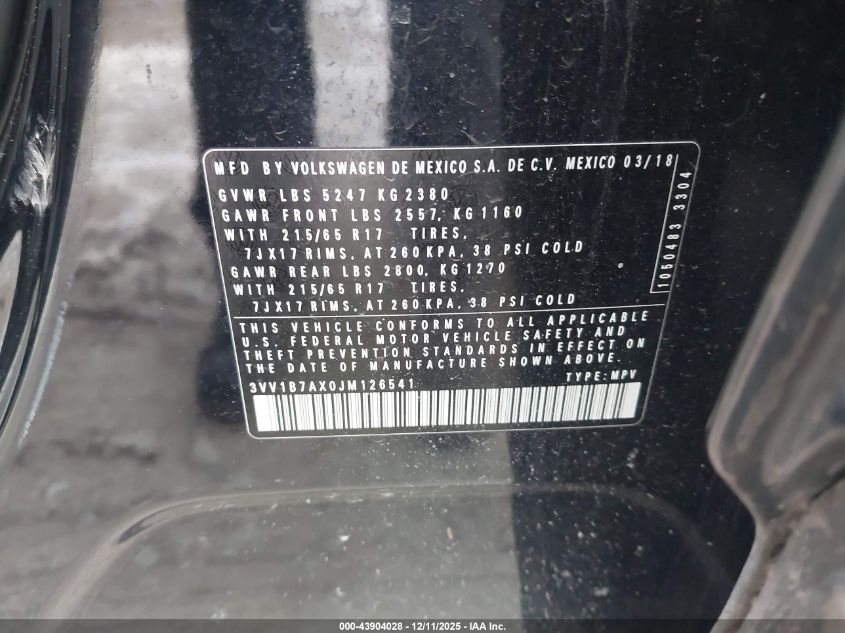 MFD BY VOLKSWAGEN DE MEXICO S.A. DE C.V. MEXICO 03/18
GVWR LBS 5247 KG 2380
GAWR FRONT LBS 2557, KG 1160
WITH 215/65 R17 TIRES,
7JX17 RIMS, AT 260 KPA, 38 PSI COLD
GAWR REAR LBS 2800, KG 1270
WITH 215/65 R17 TIRES,
7JX17 RIMS, AT 260 KPA, 38 PSI COLD
1050483 3304
THIS VEHICLE CONFORMS TO ALL APPLICABLE
U.S. FEDERAL MOTOR VEHICLE SAFETY AND
THEFT PREVENTION STANDARDS IN EFFECT ON
THE DATE OF MANUFACTURE SHOWN ABOVE.
3VV1B7AX0JM126541 TYPE: MPV
000-43904028 - 12/11/2025 - IAA Inc.